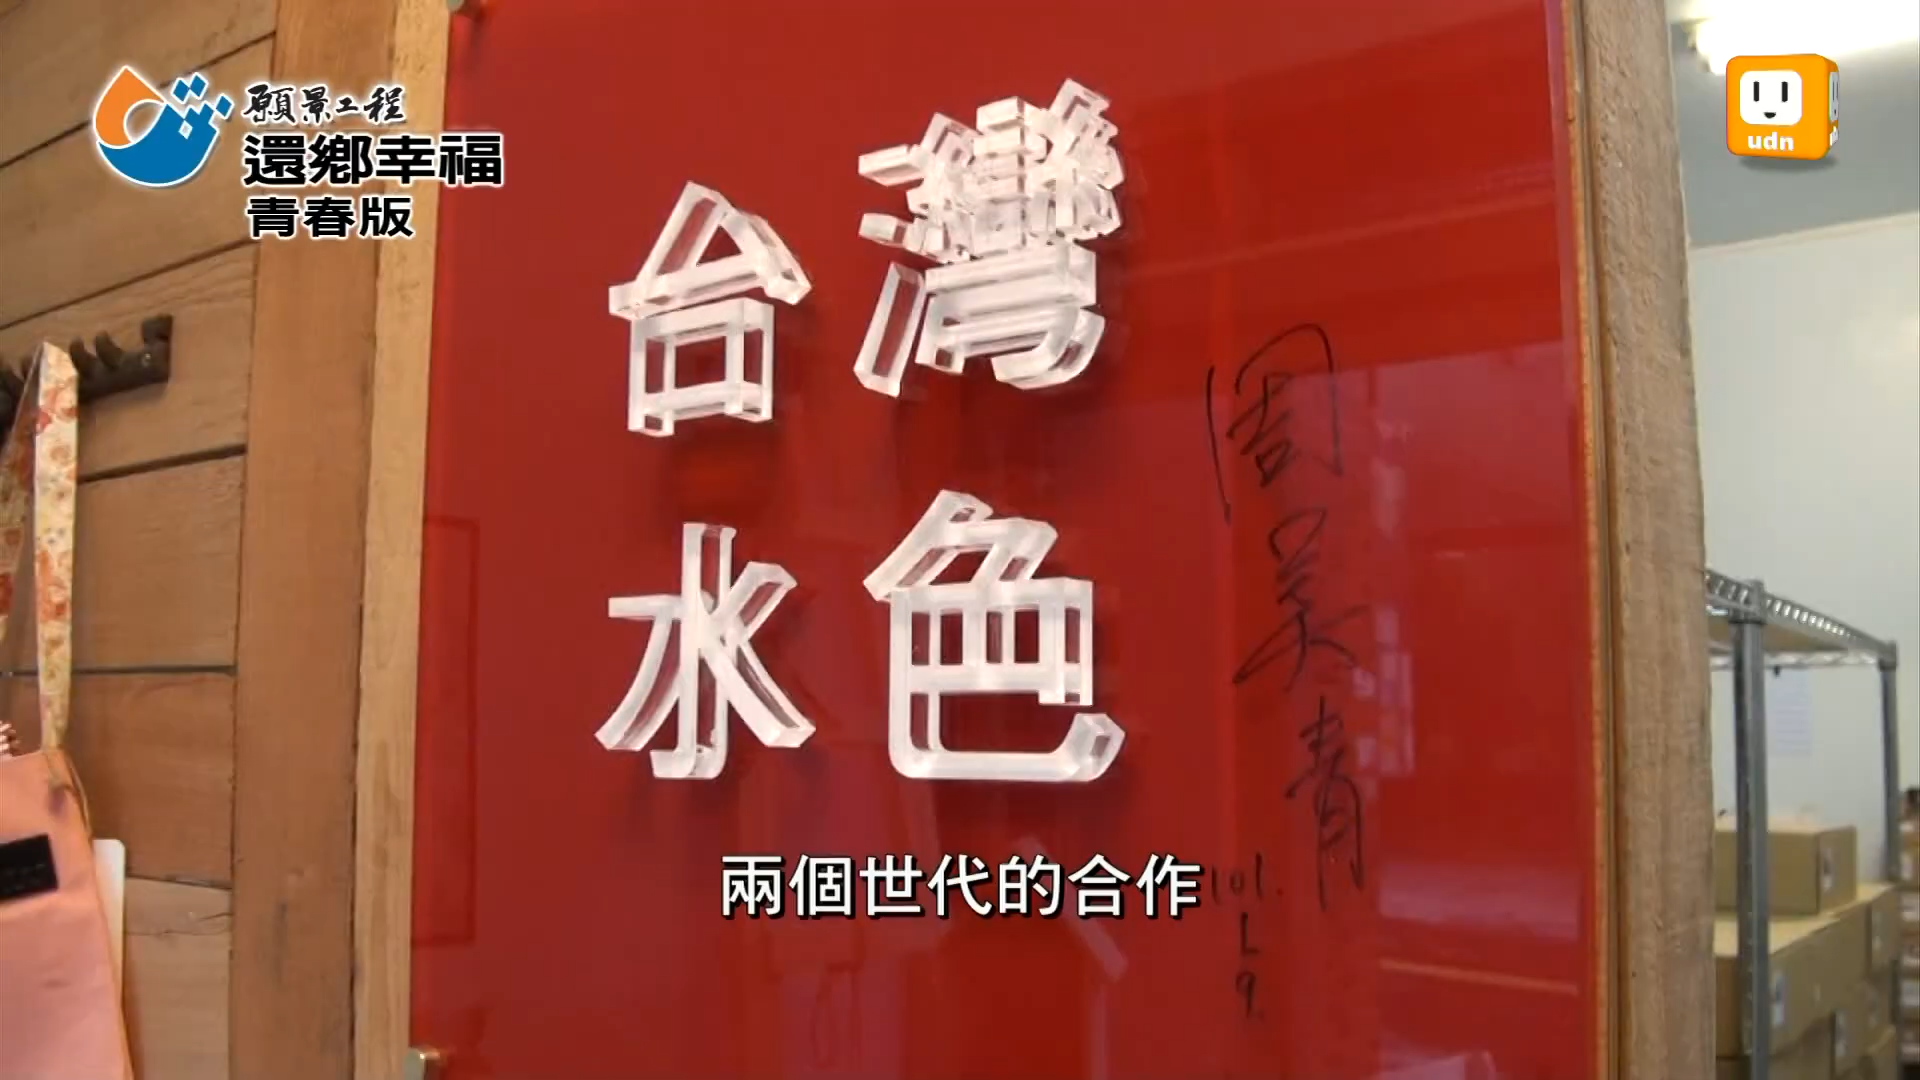 願景工程
還鄉幸福
青春版
udn
台灣
水色
周美青
101.
兩個世代的合作